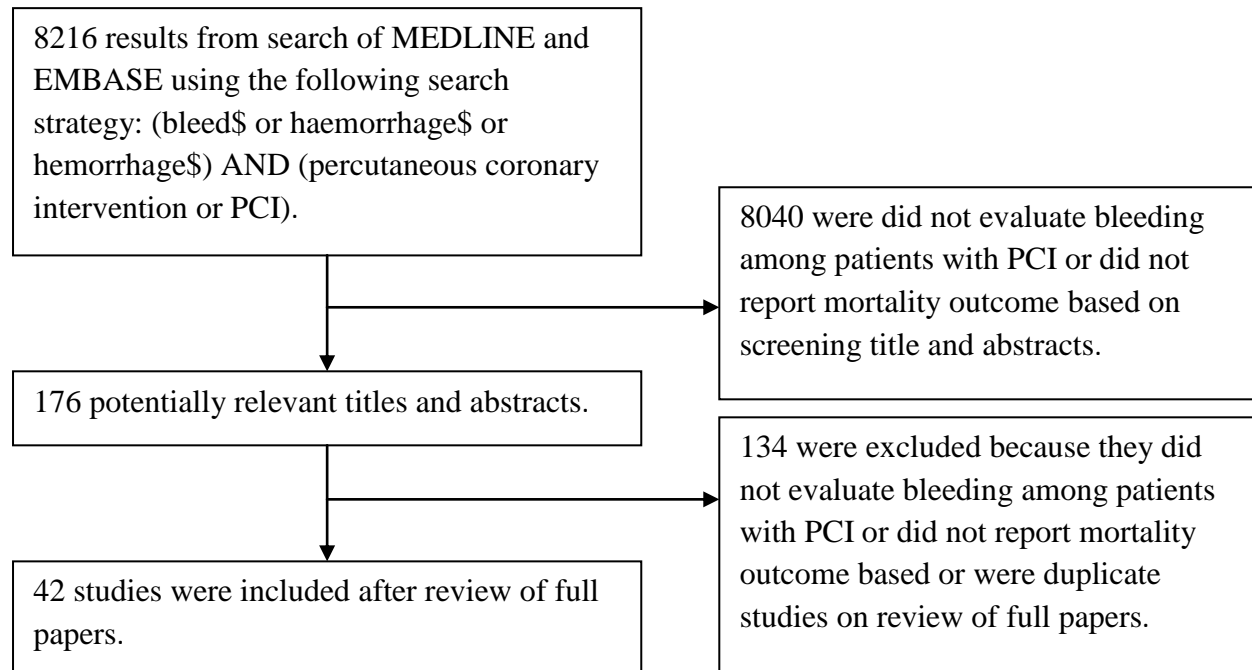 8216 results from search of MEDLINE and
EMBASE using the following search
strategy: (bleed$ or haemorrhage$ or
hemorrhage$) AND (percutaneous coronary
intervention or PCI).
8040 were did not evaluate bleeding
among patients with PCI or did not
report mortality outcome based on
screening title and abstracts.
176 potentially relevant titles and abstracts.
134 were excluded because they did
not evaluate bleeding among patients
with PCI or did not report mortality
outcome based or were duplicate
studies on review of full papers.
42 studies were included after review of full
papers.